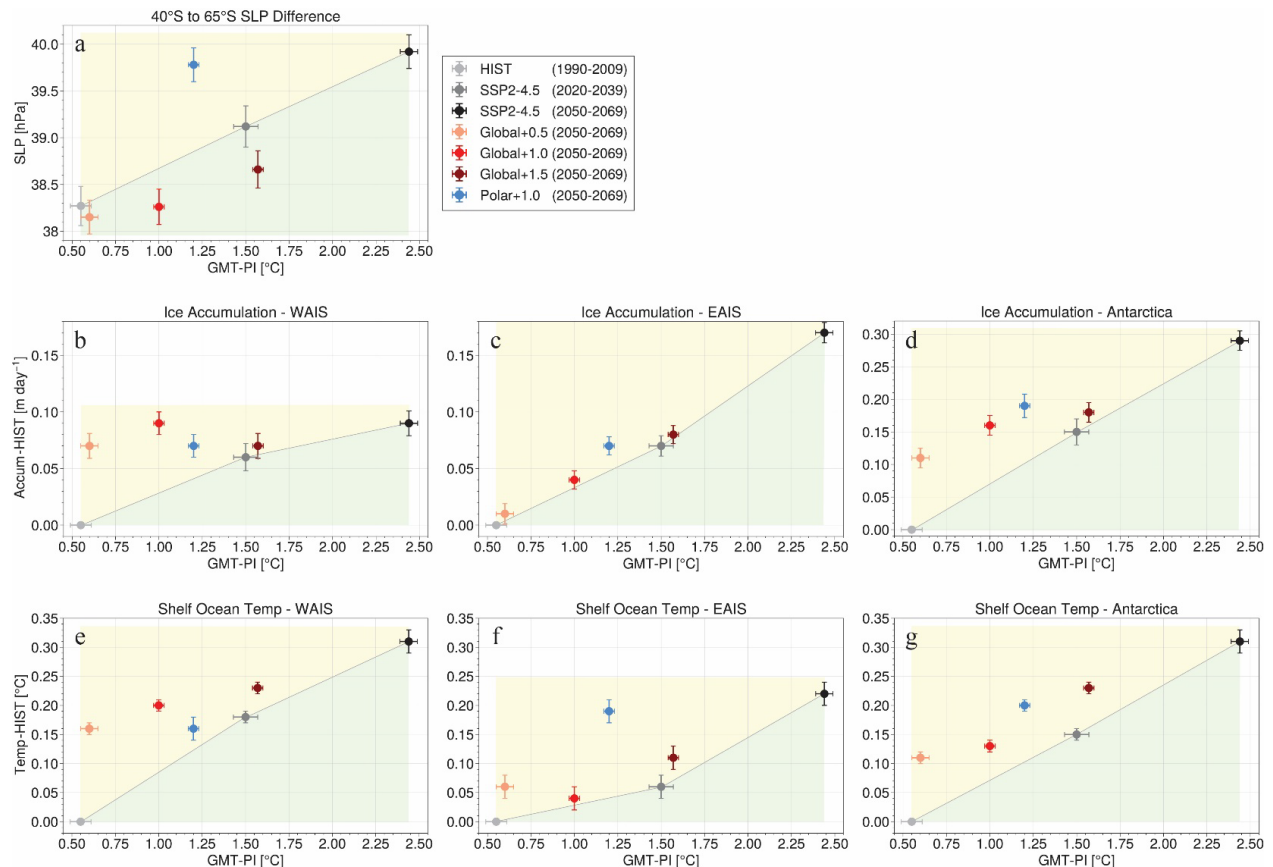 40°S to 65°S SLP Difference
a
SLP [hPa]
40.0
39.5
39.0
38.5
38
0.50 0.75 1.00 1.25 1.50 1.75 2.00 2.25 2.50
GMT-PI [°C]
HIST (1990-2009)
SSP2-4.5 (2020-2039)
SSP2-4.5 (2050-2069)
Global+0.5 (2050-2069)
Global+1.0 (2050-2069)
Global+1.5 (2050-2069)
Polar+1.0 (2050-2069)
Ice Accumulation - WAIS
b
Accum-HIST [m day⁻¹]
0.15
0.10
0.05
0.00
0.50 0.75 1.00 1.25 1.50 1.75 2.00 2.25 2.50
GMT-PI [°C]
Ice Accumulation - EAIS
c
0.15
0.10
0.05
0.00
0.50 0.75 1.00 1.25 1.50 1.75 2.00 2.25 2.50
GMT-PI [°C]
Ice Accumulation - Antarctica
d
0.30
0.25
0.20
0.15
0.10
0.05
0.00
0.50 0.75 1.00 1.25 1.50 1.75 2.00 2.25 2.50
GMT-PI [°C]
Shelf Ocean Temp - WAIS
e
Temp-HIST [°C]
0.35
0.30
0.25
0.20
0.15
0.10
0.05
0.00
0.50 0.75 1.00 1.25 1.50 1.75 2.00 2.25 2.50
GMT-PI [°C]
Shelf Ocean Temp - EAIS
f
0.35
0.30
0.25
0.20
0.15
0.10
0.05
0.00
0.50 0.75 1.00 1.25 1.50 1.75 2.00 2.25 2.50
GMT-PI [°C]
Shelf Ocean Temp - Antarctica
g
0.35
0.30
0.25
0.20
0.15
0.10
0.05
0.00
0.50 0.75 1.00 1.25 1.50 1.75 2.00 2.25 2.50
GMT-PI [°C]